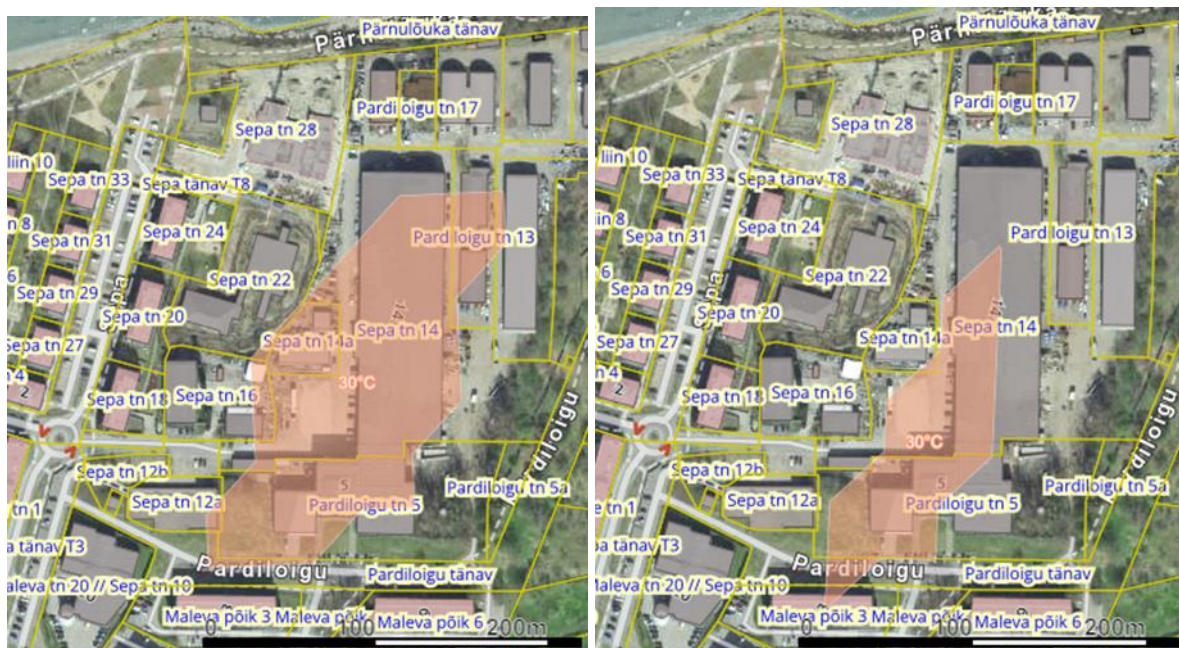 Pärnulõuka tänav
Pardiloigu tn 17
Sepa tn 28
liin 10
Sepa tn 33
Sepa tänav T8
n 8
Sepa tn 31
Sepa tn 24
Pardiloigu tn 13
Sepa tn 22
6
Sepa tn 29
Sepa
Sepa tn 20
14
Sepa tn 14
Sepa tn 14a
Sepa tn 27
n 4
2
30°C
Sepa tn 18
Sepa tn 16
Sepa tn 12b
Sepa tn 12a
5
Pardiloigu tn 5
Pardiloigu tn 5a
Pardiloigu
tn 1
a tänav T3
Pardiloigu
Pardiloigu tänav
aleva tn 20 // Sepa tn 10
Maleva põik 3
Maleva põik 6
0
100
200m
Pärnulõuka tänav
Pardiloigu tn 17
Sepa tn 28
liin 10
Sepa tn 33
Sepa tänav T8
n 8
Sepa tn 31
Sepa tn 24
Pardiloigu tn 13
Sepa tn 22
6
Sepa tn 29
Sepa
Sepa tn 20
14
Sepa tn 14
Sepa tn 14a
Sepa tn 27
4
2
Sepa tn 18
Sepa tn 16
30°C
Sepa tn 12b
Sepa tn 12a
5
Pardiloigu tn 5
Pardiloigu tn 5a
Pardiloigu
e tn 1
pa tänav T3
Pardiloigu
Pardiloigu tänav
Maleva tn 20 // Sepa tn 10
Maleva põik 3
Maleva põik 6
0
100
200m